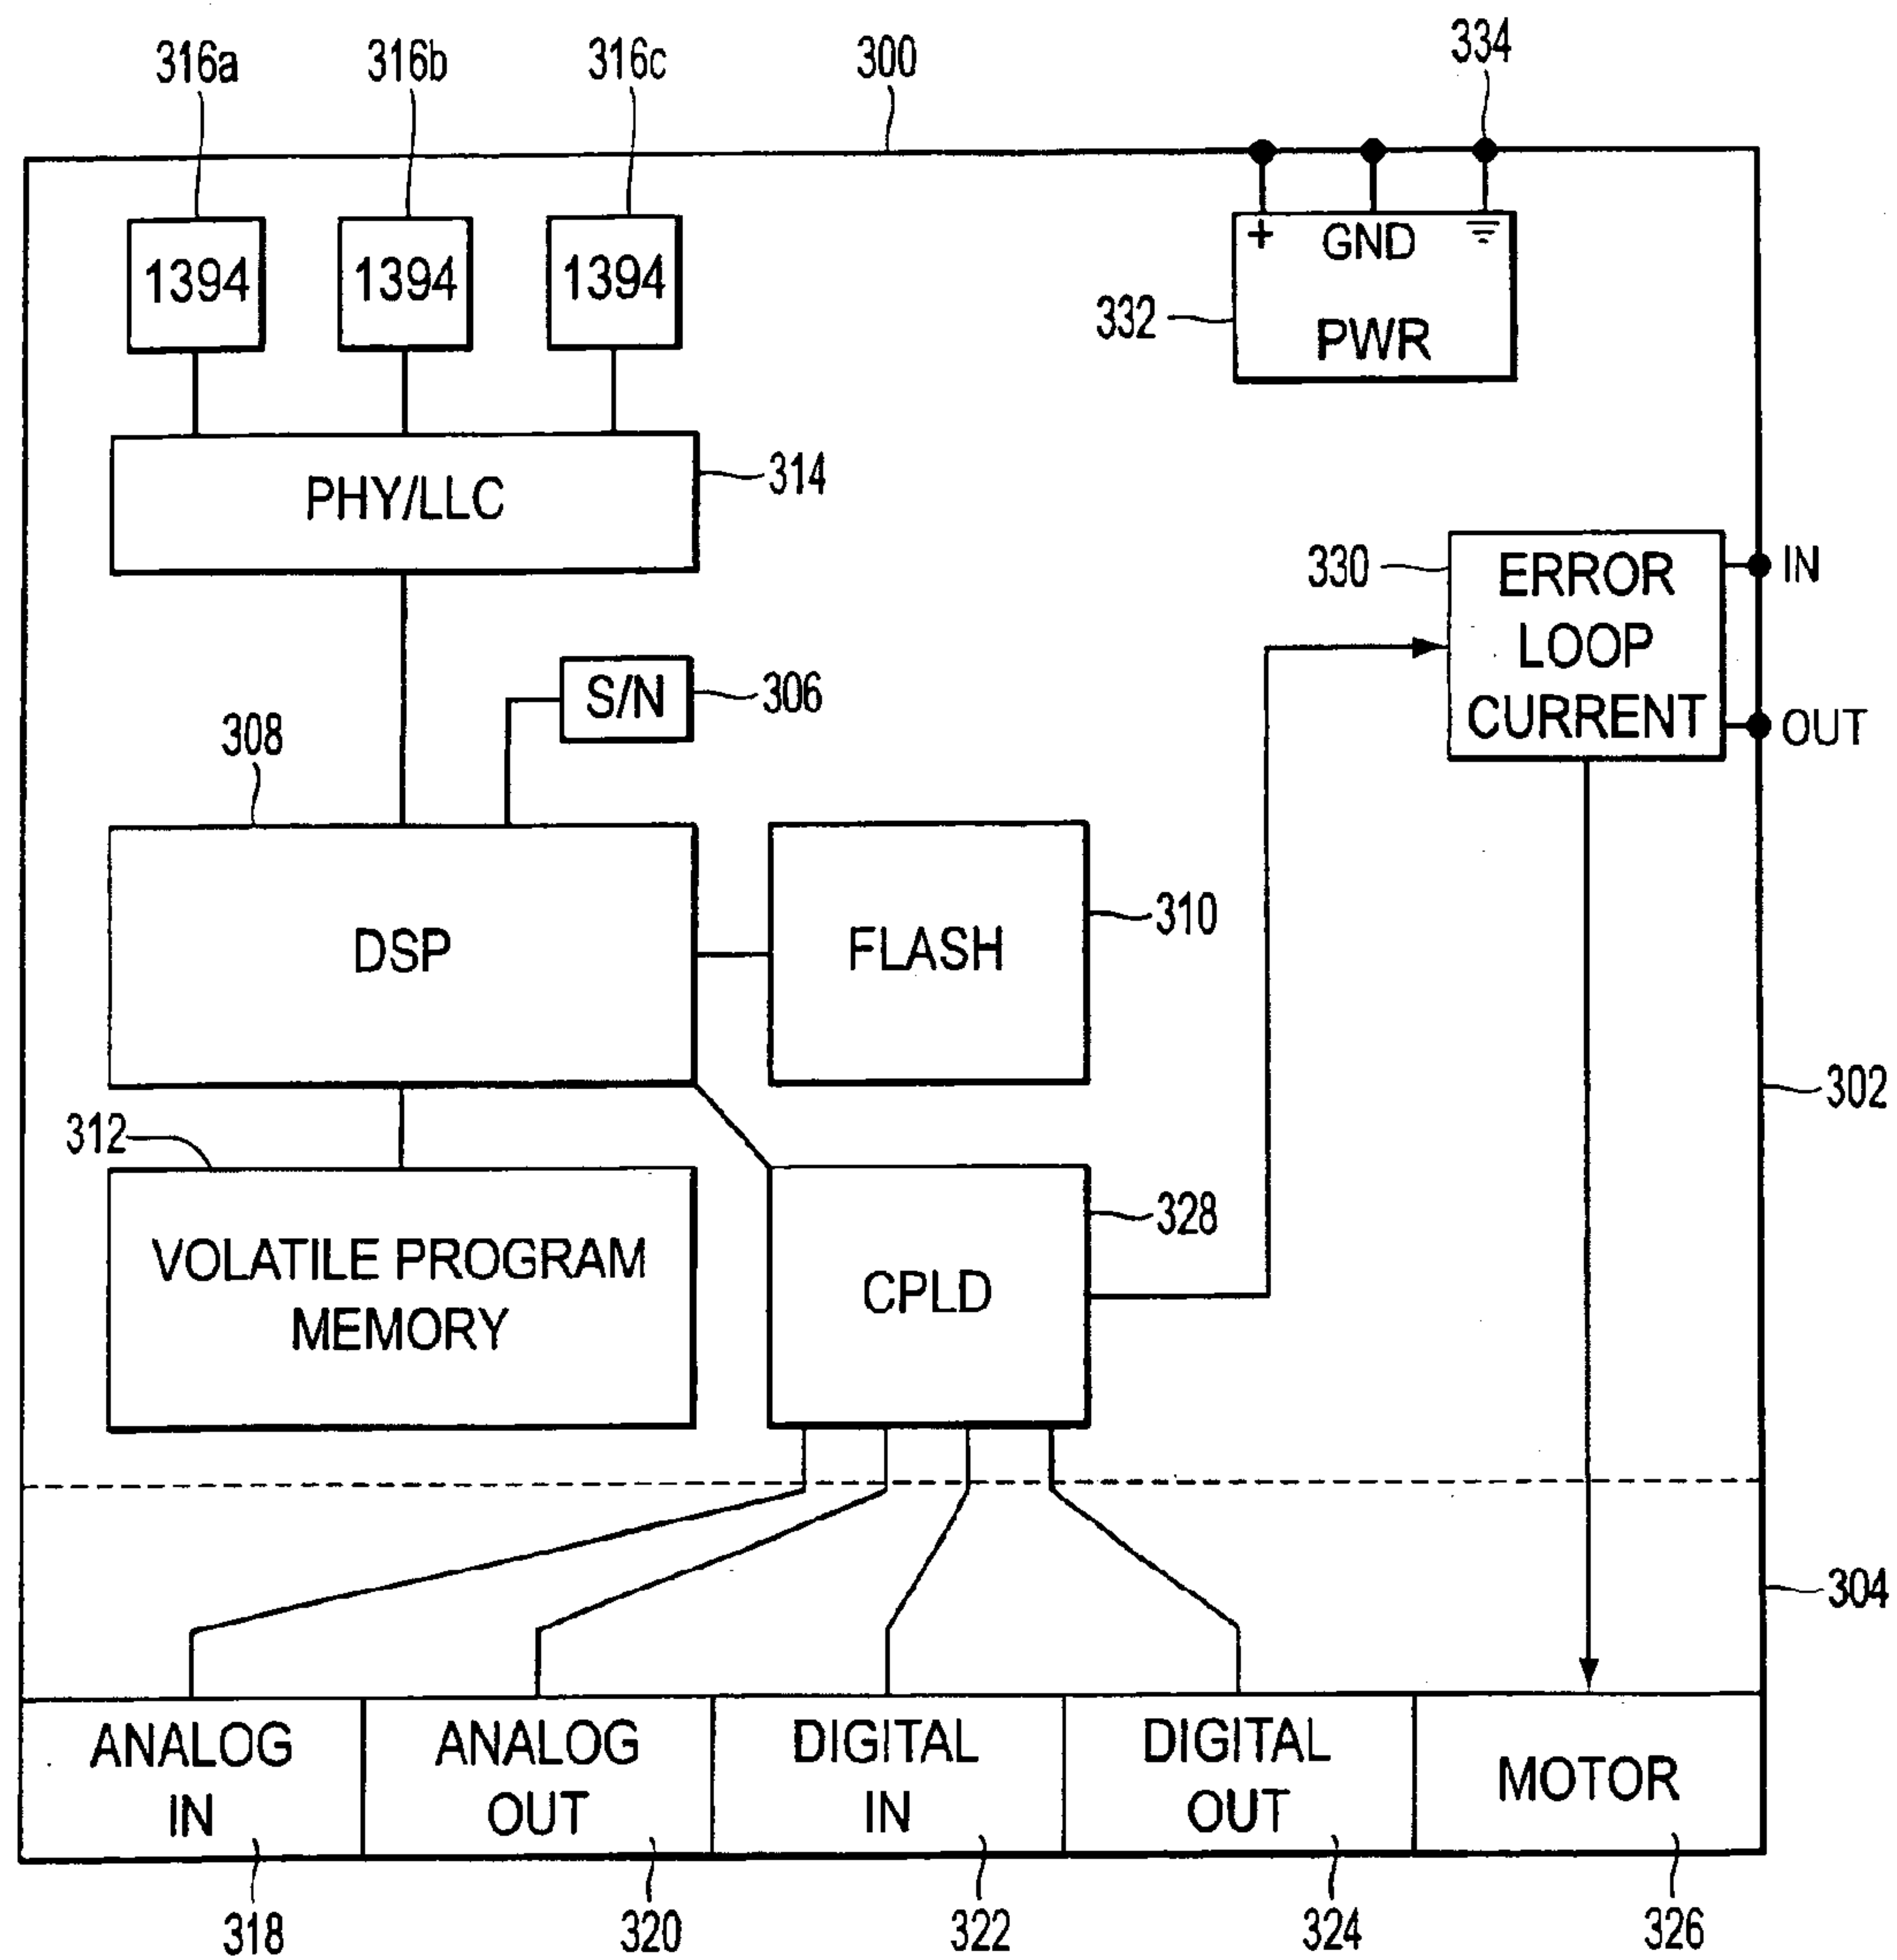 316a
316b
316c
300
334
1394
1394
1394
+
GND
PWR
332
PHY/LLC
314
330
ERROR
LOOP
CURRENT
IN
OUT
S/N
306
308
DSP
FLASH
310
302
312
VOLATILE PROGRAM
MEMORY
CPLD
328
304
ANALOG
IN
ANALOG
OUT
DIGITAL
IN
DIGITAL
OUT
MOTOR
318
320
322
324
326